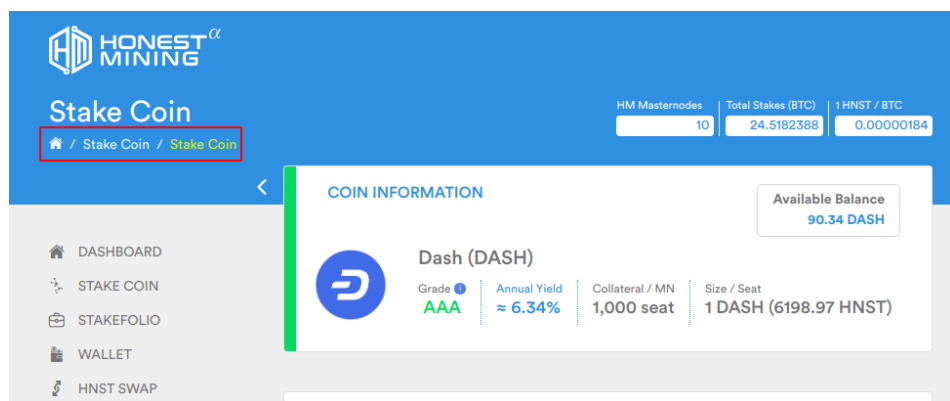 HONEST α
MINING
Stake Coin
/ Stake Coin / Stake Coin
HM Masternodes
10
Total Stakes (BTC)
24.5182388
1 HNST / BTC
0.00000184
COIN INFORMATION
Available Balance
90.34 DASH
Dash (DASH)
Grade i
AAA
Annual Yield
≈ 6.34%
Collateral / MN
1,000 seat
Size / Seat
1 DASH (6198.97 HNST)
DASHBOARD
STAKE COIN
STAKEFOLIO
WALLET
HNST SWAP